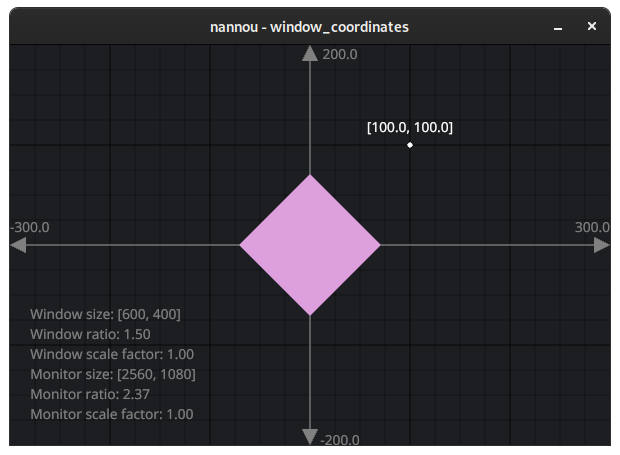 nannou - window_coordinates
200.0
[100.0, 100.0]
-300.0
300.0
Window size: [600, 400]
Window ratio: 1.50
Window scale factor: 1.00
Monitor size: [2560, 1080]
Monitor ratio: 2.37
Monitor scale factor: 1.00
-200.0